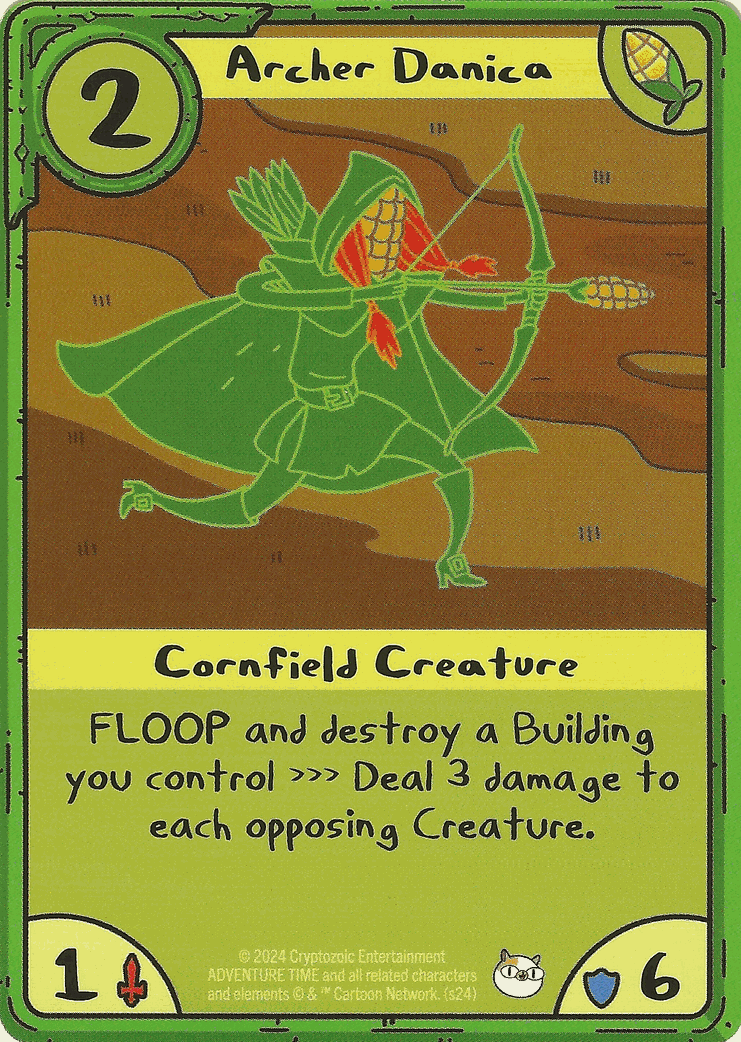 2
Archer Danica
Cornfield Creature
FLOOP and destroy a Building
you control >>> Deal 3 damage to
each opposing Creature.
1
© 2024 Cryptozoic Entertainment
ADVENTURE TIME and all related characters
and elements © & ™ Cartoon Network. (s24)
6